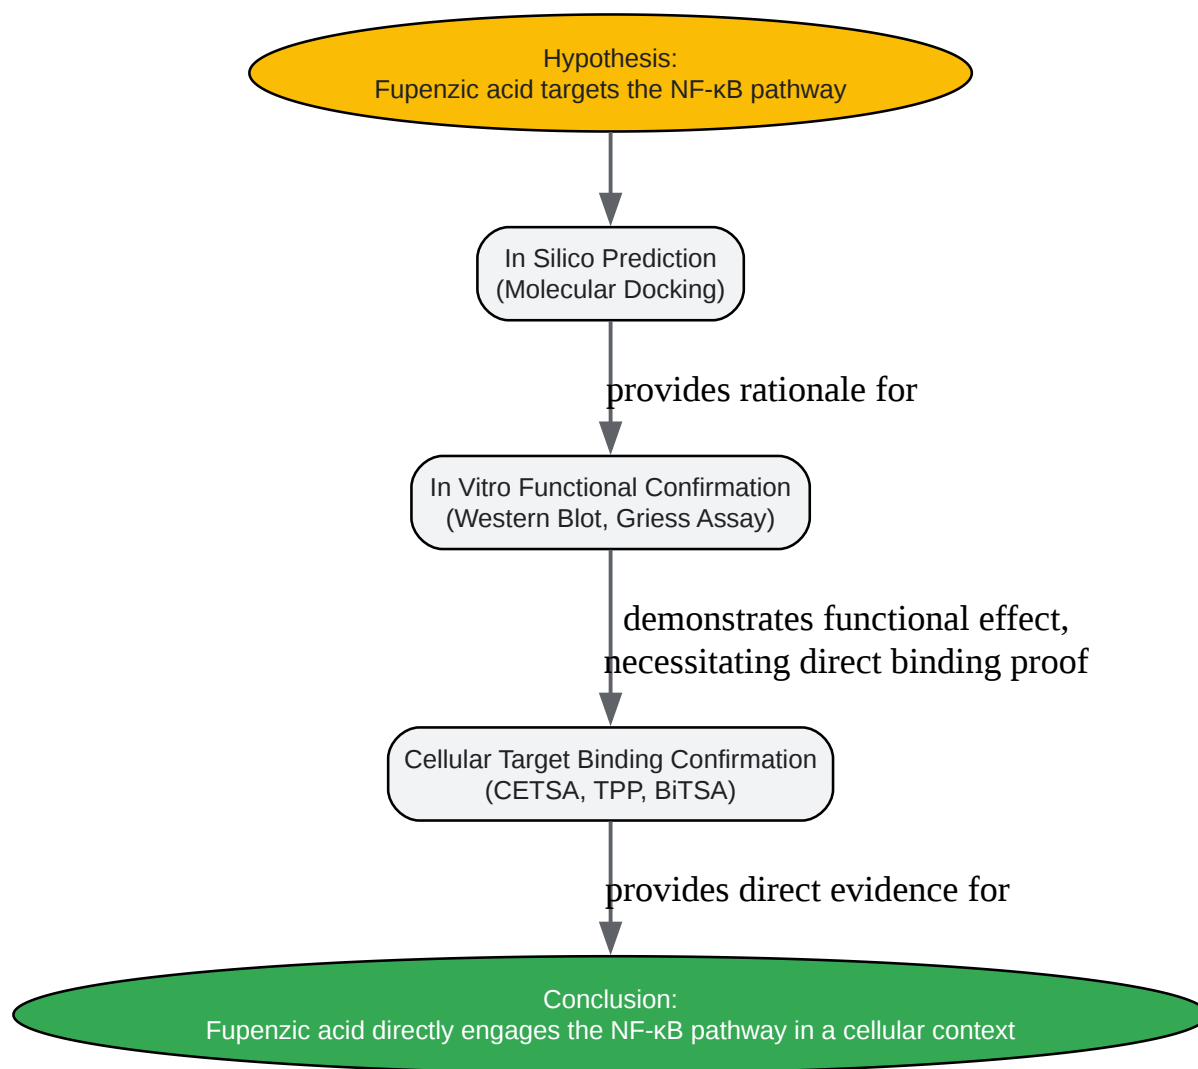 Hypothesis:
Fupenzic acid targets the NF-κB pathway
In Silico Prediction
(Molecular Docking)
provides rationale for
In Vitro Functional Confirmation
(Western Blot, Griess Assay)
demonstrates functional effect,
necessitating direct binding proof
Cellular Target Binding Confirmation
(CETSA, TPP, BiTSA)
provides direct evidence for
Conclusion:
Fupenzic acid directly engages the NF-κB pathway in a cellular context